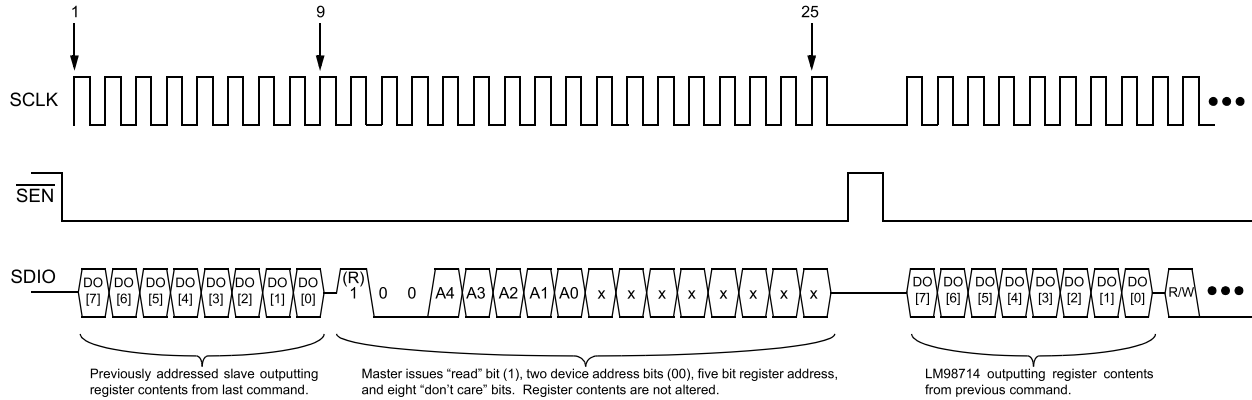 1 9 25
SCLK
SEN
SDIO
DO [7] DO [6] DO [5] DO [4] DO [3] DO [2] DO [1] DO [0] (R) 1 0 0 A4 A3 A2 A1 A0 x x x x x x x x DO [7] DO [6] DO [5] DO [4] DO [3] DO [2] DO [1] DO [0] R/W
Previously addressed slave outputting
register contents from last command.
Master issues “read” bit (1), two device address bits (00), five bit register address,
and eight “don’t care” bits. Register contents are not altered.
LM98714 outputting register contents
from previous command.